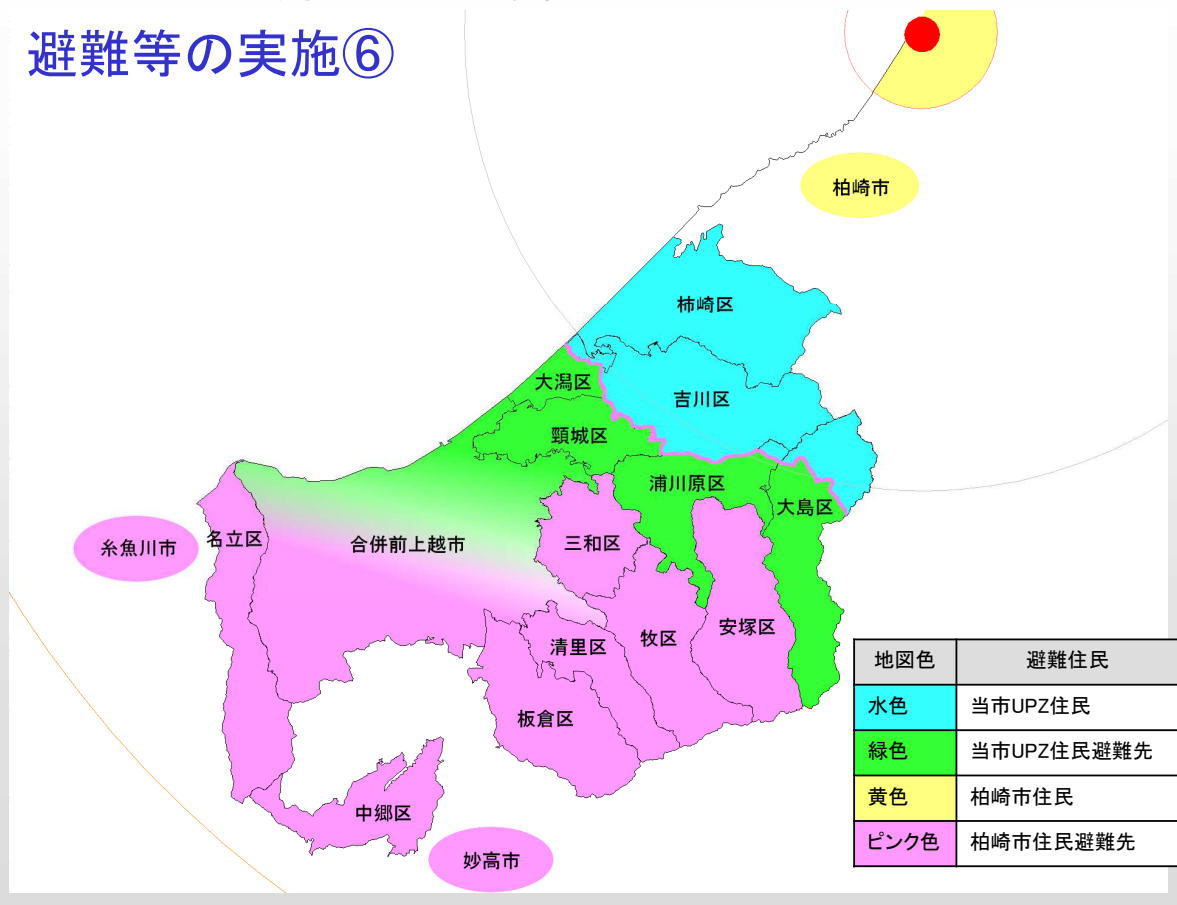 避難等の実施⑥
柏崎市
柿崎区
大潟区
吉川区
頸城区
浦川原区
大島区
名立区
糸魚川市
合併前上越市
三和区
牧区
安塚区
清里区
板倉区
中郷区
妙高市
地図色 避難住民
水色 当市UPZ住民
緑色 当市UPZ住民避難先
黄色 柏崎市住民
ピンク色 柏崎市住民避難先